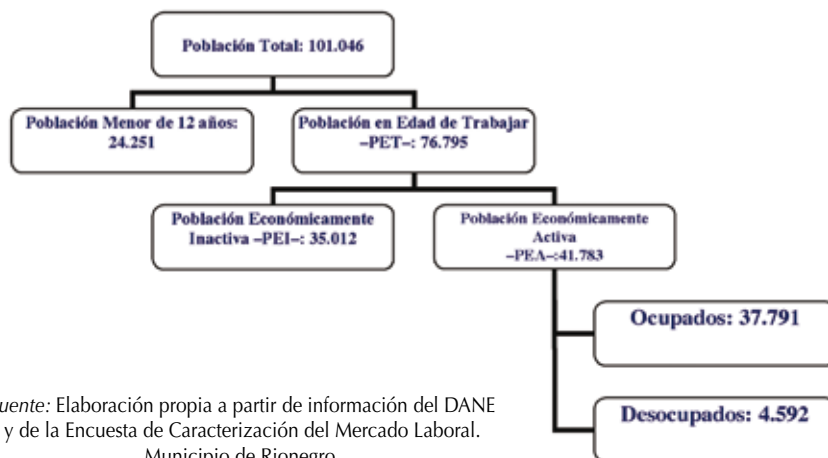 Población Total: 101.046
Población Menor de 12 años:
24.251
Población en Edad de Trabajar
–PET–: 76.795
Población Económicamente
Inactiva –PEI–: 35.012
Población Económicamente
Activa
–PEA–:41.783
Ocupados: 37.791
Desocupados: 4.592
uente: Elaboración propia a partir de información del DANE
y de la Encuesta de Caracterización del Mercado Laboral.
Municipio de Rionegro